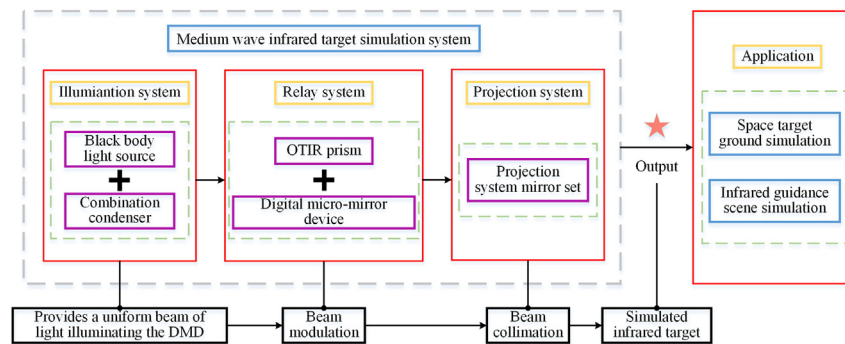 Medium wave infrared target simulation system
Illumiantion system
Black body
light source
Combination
condenser
Relay system
OTIR prism
Digital micro-mirror
device
Projection system
Projection
system mirror set
Output
Application
Space target
ground simulation
Infrared guidance
scene simulation
Provides a uniform beam of
light illuminating the DMD
Beam
modulation
Beam
collimation
Simulated
infrared target